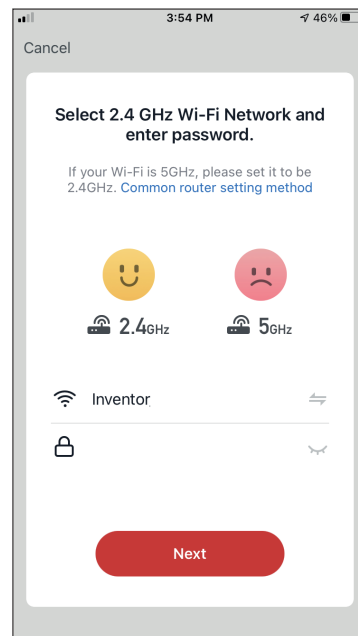 3:54 PM
46%
Cancel
Select 2.4 GHz Wi-Fi Network and
enter password.
If your Wi-Fi is 5GHz, please set it to be
2.4GHz. Common router setting method
2.4GHz
5GHz
Inventor
Next